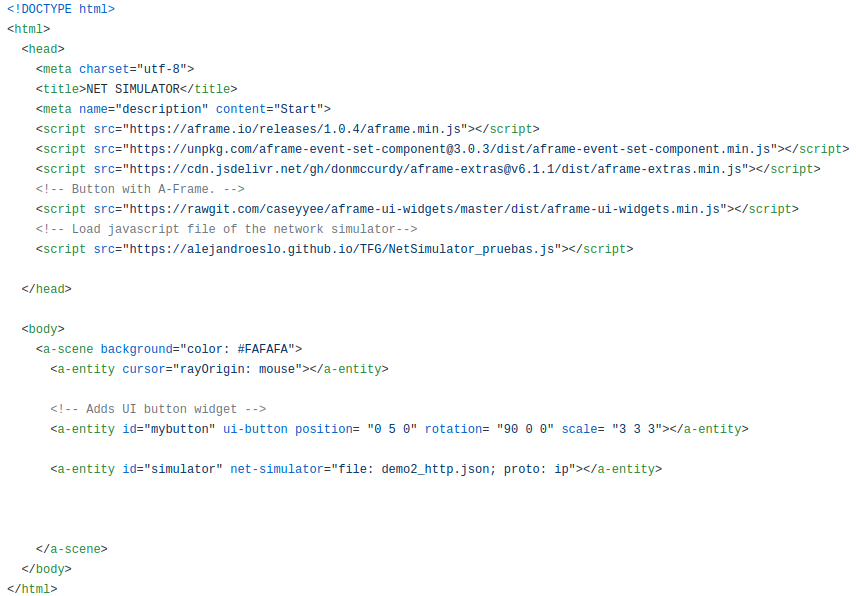 <!DOCTYPE html>
<html>
  <head>
    <meta charset="utf-8">
    <title>NET SIMULATOR</title>
    <meta name="description" content="Start">
    <script src="https://aframe.io/releases/1.0.4/aframe.min.js"></script>
    <script src="https://unpkg.com/aframe-event-set-component@3.0.3/dist/aframe-event-set-component.min.js"></script>
    <script src="https://cdn.jsdelivr.net/gh/donmccurdy/aframe-extras@v6.1.1/dist/aframe-extras.min.js"></script>
    <!-- Button with A-Frame. -->
    <script src="https://rawgit.com/caseyyee/aframe-ui-widgets/master/dist/aframe-ui-widgets.min.js"></script>
    <!-- Load javascript file of the network simulator-->
    <script src="https://alejandroeslo.github.io/TFG/NetSimulator_pruebas.js"></script>

  </head>

  <body>
    <a-scene background="color: #FAFAFA">
      <a-entity cursor="rayOrigin: mouse"></a-entity>

      <!-- Adds UI button widget -->
      <a-entity id="mybutton" ui-button position= "0 5 0" rotation= "90 0 0" scale= "3 3 3"></a-entity>

      <a-entity id="simulator" net-simulator="file: demo2_http.json; proto: ip"></a-entity>



    </a-scene>
  </body>
</html>